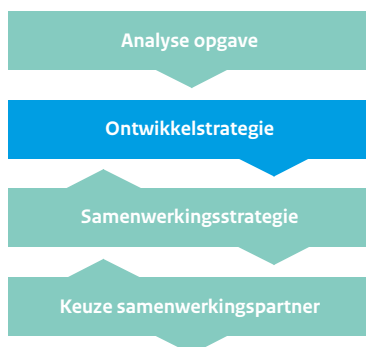 Analyse opgave
Ontwikkelstrategie
Samenwerkingsstrategie
Keuze samenwerkingspartner